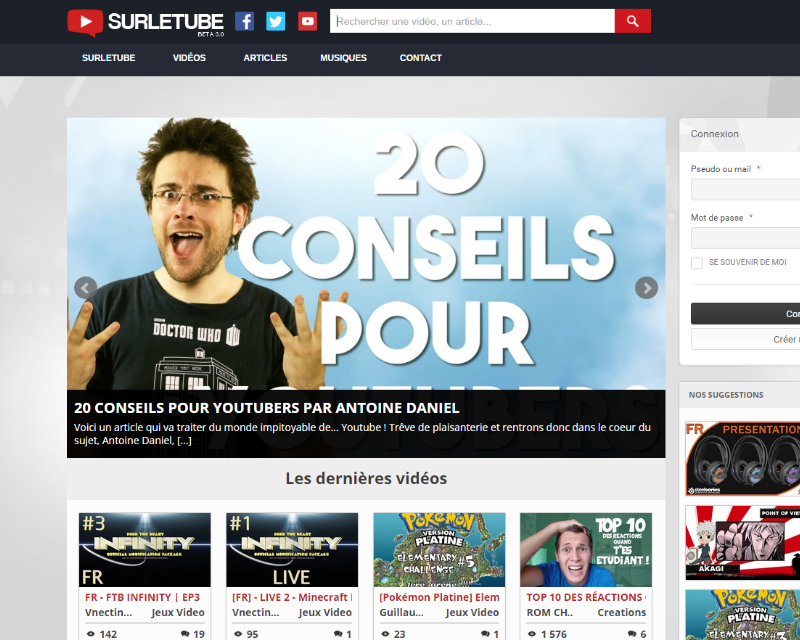 SURLETUBE
BETA 3.0
Rechercher une vidéo, un article...
SURLETUBE VIDÉOS ARTICLES MUSIQUES CONTACT
20
CONSEILS
POUR
YOUTUBERS
DOCTOR WHO
20 CONSEILS POUR YOUTUBERS PAR ANTOINE DANIEL
Voici un article qui va traiter du monde impitoyable de... Youtube ! Trêve de plaisanterie et rentrons donc dans le coeur du
sujet, Antoine Daniel, [...]
Connexion
Pseudo ou mail *
Mot de passe *
SE SOUVENIR DE MOI
Co
Créer
NOS SUGGESTIONS
FR PRESENTATION
steelseries
POINT OF VIE
AKAGI
POKÉMON
VERSION
PLATINE
Les dernières vidéos
#3
INFINITY
OFFICIAL MODIFICATION PACKAGE
FR
FR - FTB INFINITY | EP3
Vnectin... Jeux Video
142 19
#1
INFINITY
OFFICIAL MODIFICATION PACKAGE
LIVE
[FR] - LIVE 2 - Minecraft
Vnectin... Jeux Video
95 1
POKÉMON
VERSION
PLATINE
ELEMENTARY #5
CHALLENGE
[Pokémon Platine] Elem
Guillau... Jeux Video
23 1
TOP 10
DES RÉACTIONS
QUAND
T'ES
ÉTUDIANT !
TOP 10 DES RÉACTIONS
ROM CH.. Creations
1 576 6